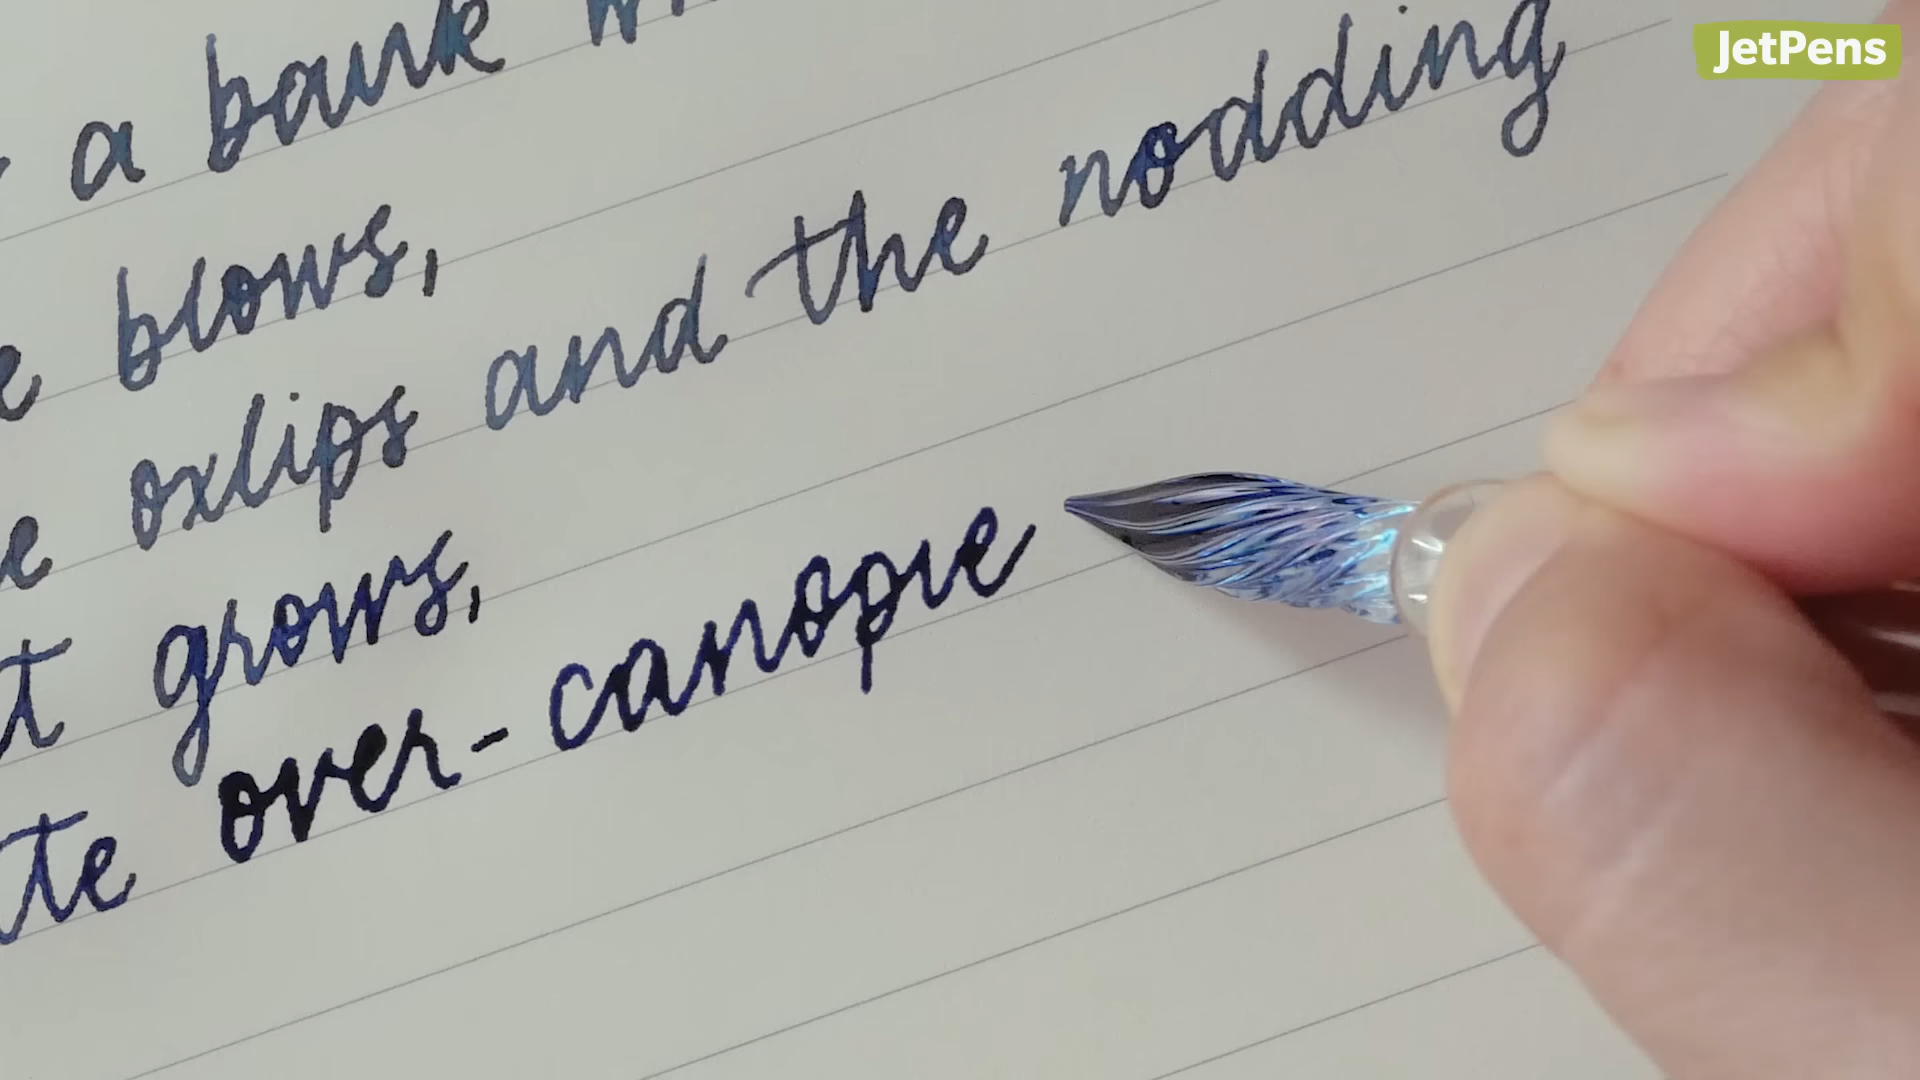 JetPens
a bank
blows,
oxlips and the nodding
t grows,
te over-canopie